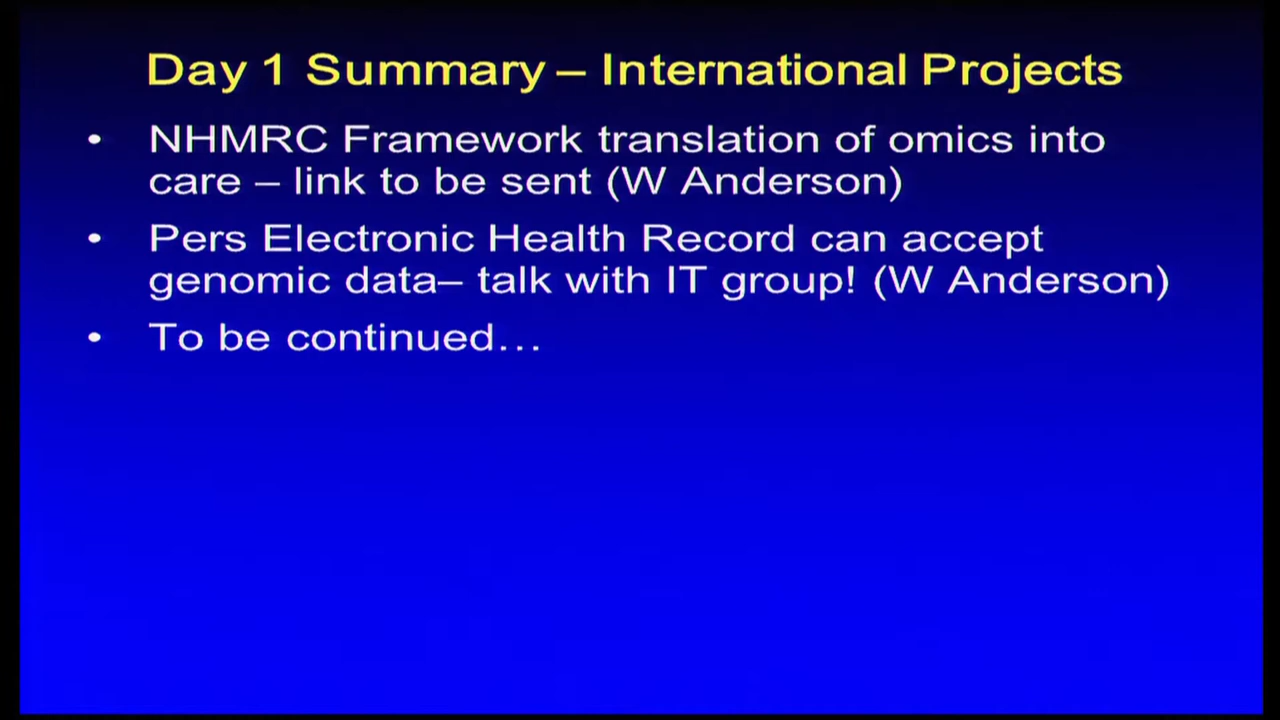 Day 1 Summary – International Projects
• NHMRC Framework translation of omics into
care – link to be sent (W Anderson)
• Pers Electronic Health Record can accept
genomic data– talk with IT group! (W Anderson)
• To be continued…